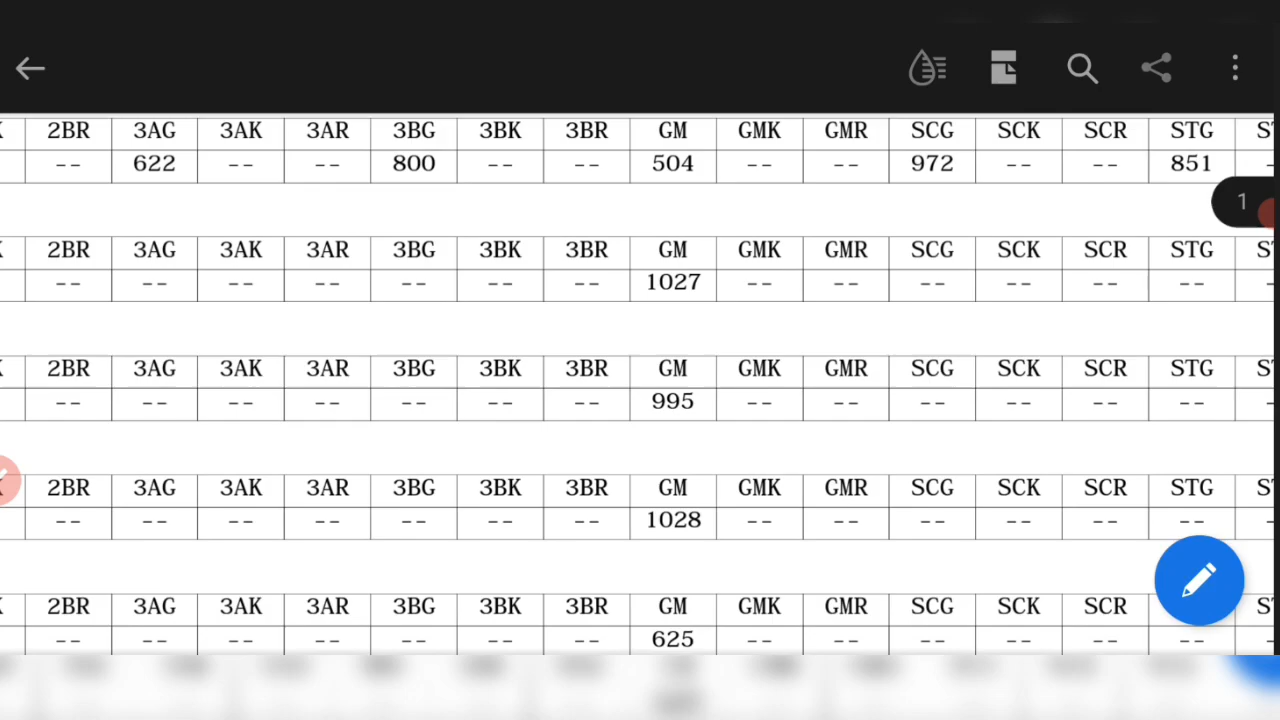 1
2BR 3AG 3AK 3AR 3BG 3BK 3BR GM GMK GMR SCG SCK SCR STG
-- 622 -- -- 800 -- -- 504 -- -- 972 -- -- 851
2BR 3AG 3AK 3AR 3BG 3BK 3BR GM GMK GMR SCG SCK SCR STG
-- -- -- -- -- -- -- 1027 -- -- -- -- -- --
2BR 3AG 3AK 3AR 3BG 3BK 3BR GM GMK GMR SCG SCK SCR STG
-- -- -- -- -- -- -- 995 -- -- -- -- -- --
2BR 3AG 3AK 3AR 3BG 3BK 3BR GM GMK GMR SCG SCK SCR STG
-- -- -- -- -- -- -- 1028 -- -- -- -- -- --
2BR 3AG 3AK 3AR 3BG 3BK 3BR GM GMK GMR SCG SCK SCR
-- -- -- -- -- -- -- 625 -- -- -- -- -- --